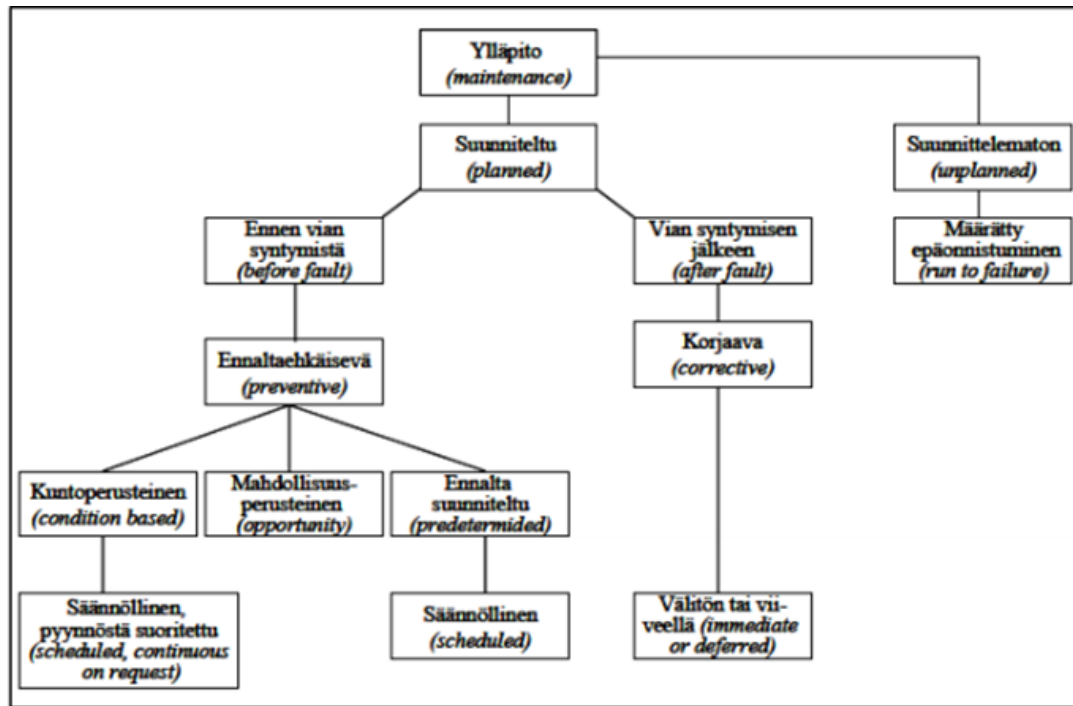 Ylläpito
(maintenance)
Suunniteltu
(planned)
Suunnittelematon
(unplanned)
Ennen vian
syntymistä
(before fault)
Vian syntymisen
jälkeen
(after fault)
Määrätty
epäonnistuminen
(run to failure)
Ennaltaehkäisevä
(preventive)
Korjaava
(corrective)
Kuntoperusteinen
(condition based)
Mahdollisuus-
perusteinen
(opportunity)
Ennalta
suunniteltu
(predetermided)
Säännöllinen,
pyynnöstä suoritettu
(scheduled, continuous
on request)
Säännöllinen
(scheduled)
Välitön tai vii-
veellä (immediate
or deferred)